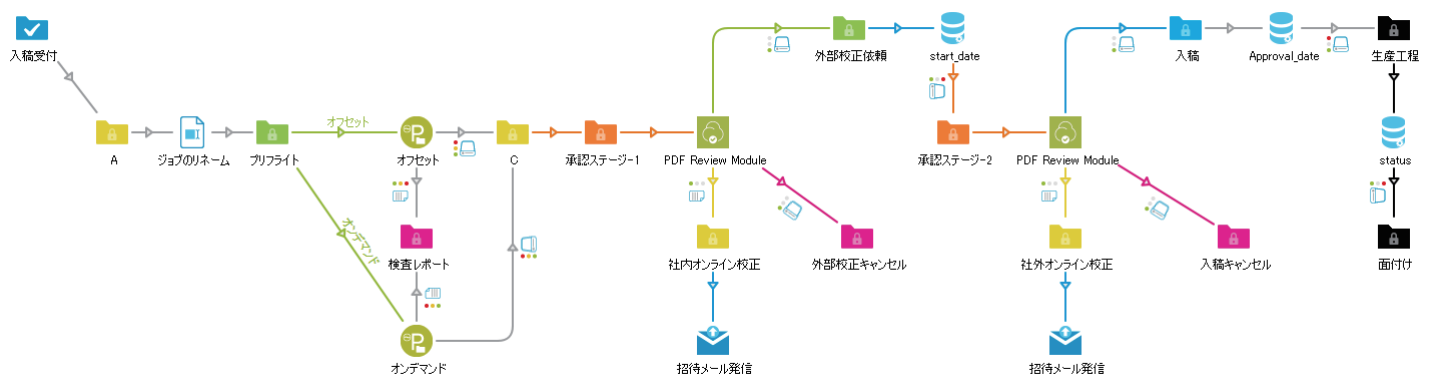 入稿受付
A
ジョブのリネーム
プリフライト
オフセット
オフセット
オンデマンド
検査レポート
オンデマンド
C
承認ステージ-1
PDF Review Module
社内オンライン校正
招待メール発信
外部校正キャンセル
外部校正依頼
start_date
承認ステージ-2
PDF Review Module
社外オンライン校正
招待メール発信
入稿キャンセル
入稿
Approval_date
生産工程
status
面付け